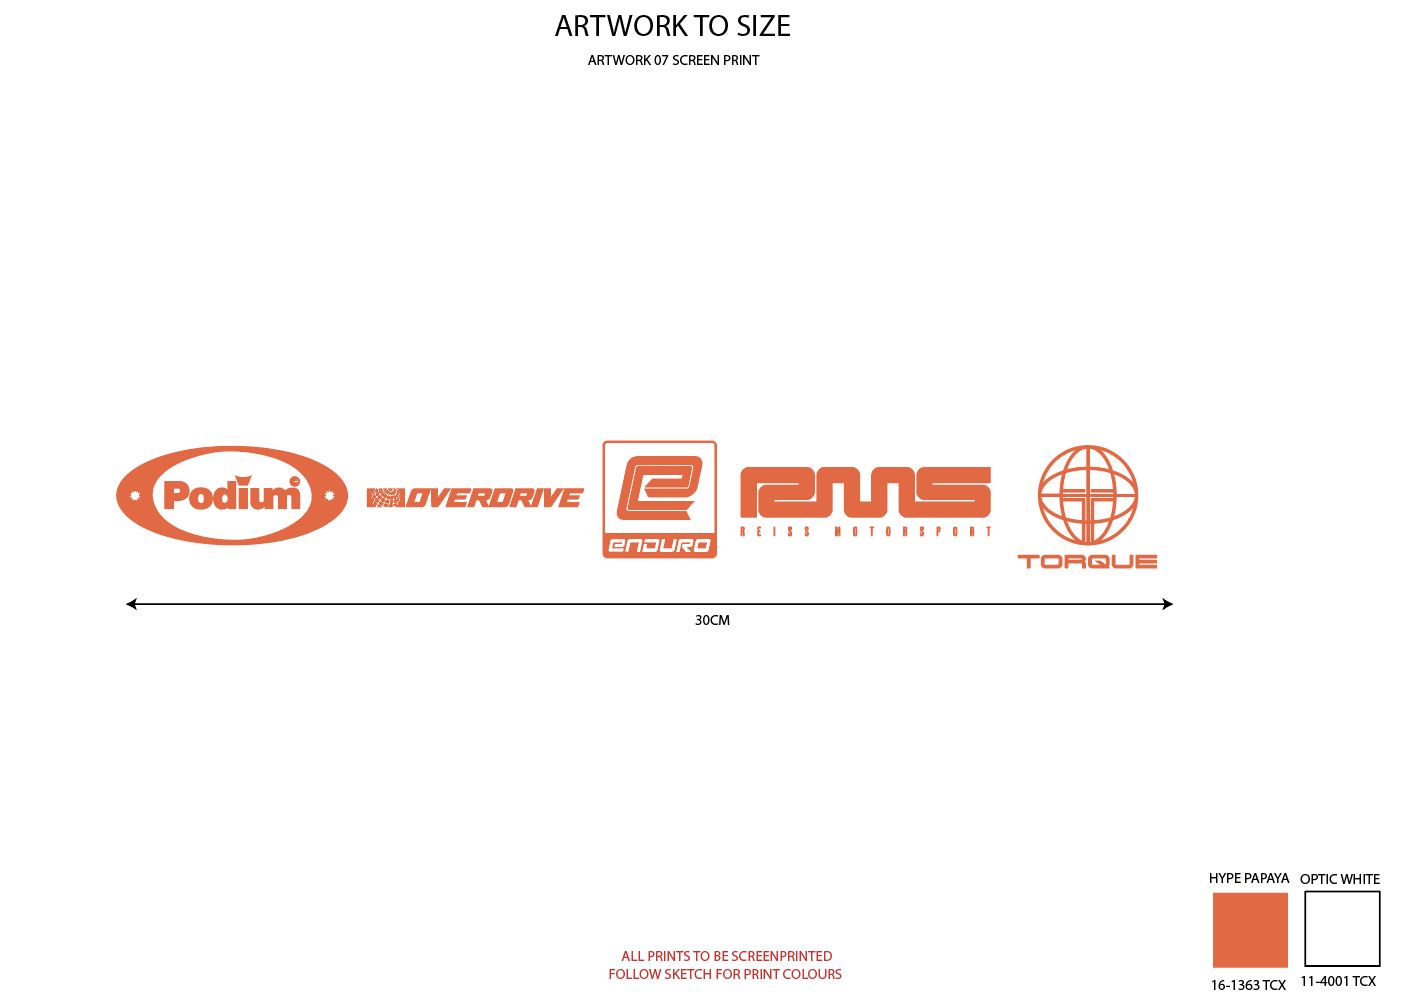 ARTWORK TO SIZE
ARTWORK 07 SCREEN PRINT
Podium
OVERDRIVE
e
ENDURO
RMS
REISS MOTORSPORT
T
TORQUE
30CM
HYPE PAPAYA
OPTIC WHITE
16-1363 TCX
11-4001 TCX
ALL PRINTS TO BE SCREENPRINTED
FOLLOW SKETCH FOR PRINT COLOURS